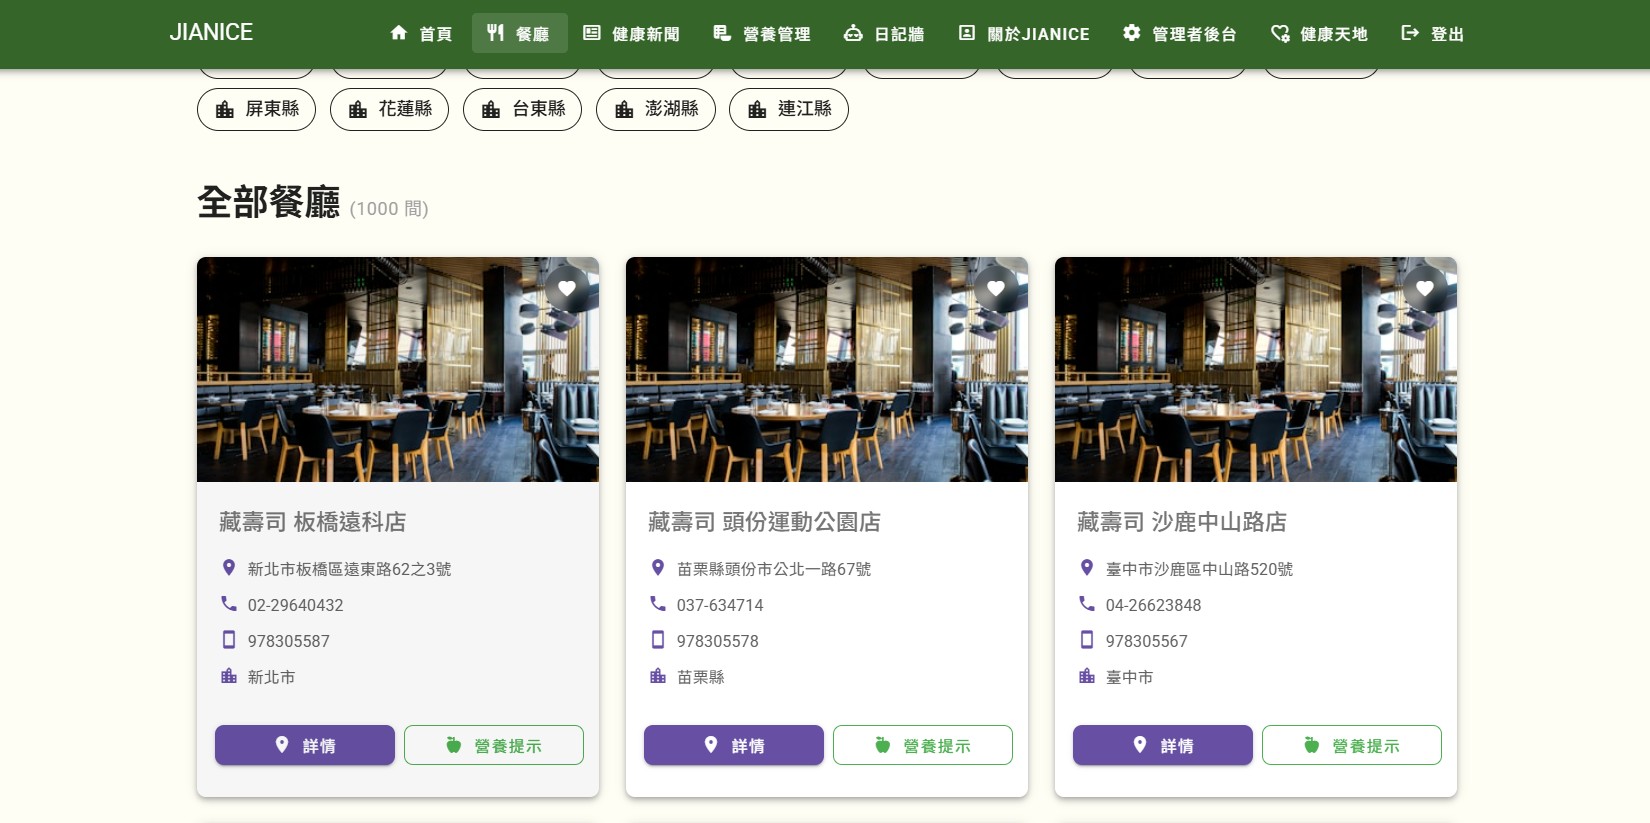 JIANICE 首頁 餐廳 健康新聞 營養管理 日記牆 關於JIANICE 管理者後台 健康天地 登出
屏東縣 花蓮縣 台東縣 澎湖縣 連江縣
全部餐廳 (1000 間)
藏壽司 板橋遠科店
新北市板橋區遠東路62之3號
02-29640432
978305587
新北市
詳情 營養提示
藏壽司 頭份運動公園店
苗栗縣頭份市公北一路67號
037-634714
978305578
苗栗縣
詳情 營養提示
藏壽司 沙鹿中山路店
臺中市沙鹿區中山路520號
04-26623848
978305567
臺中市
詳情 營養提示